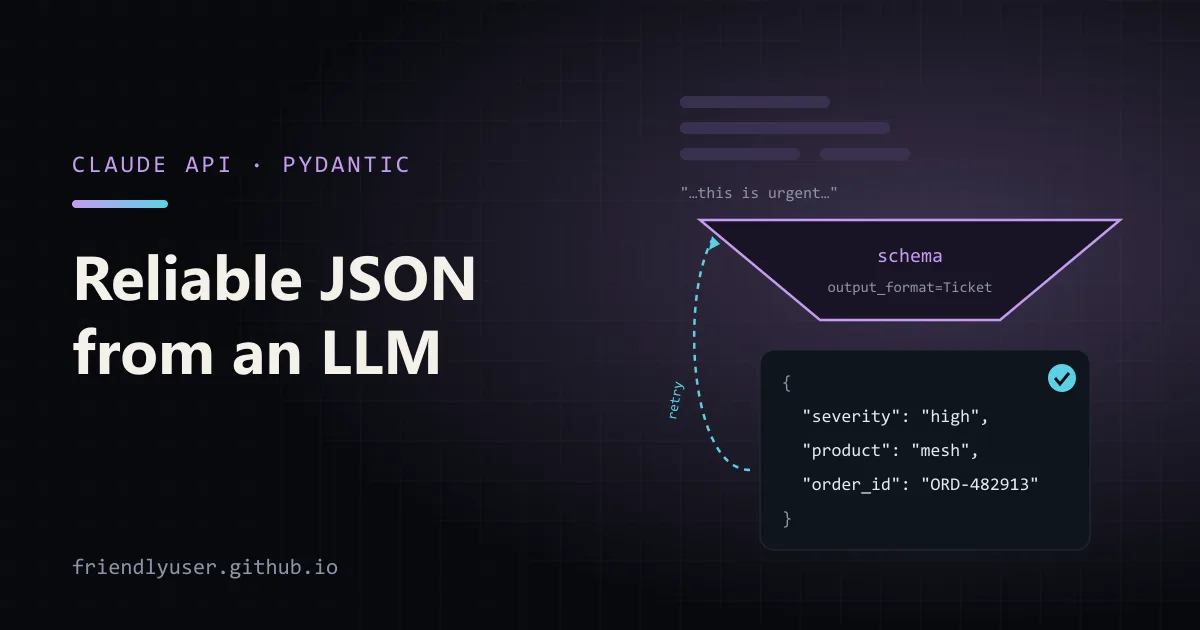 CLAUDE API · PYDANTIC
Reliable JSON
from an LLM
friendlyuser.github.io
"…this is urgent…"
schema
output_format=Ticket
retry
{
"severity": "high",
"product": "mesh",
"order_id": "ORD-482913"
}